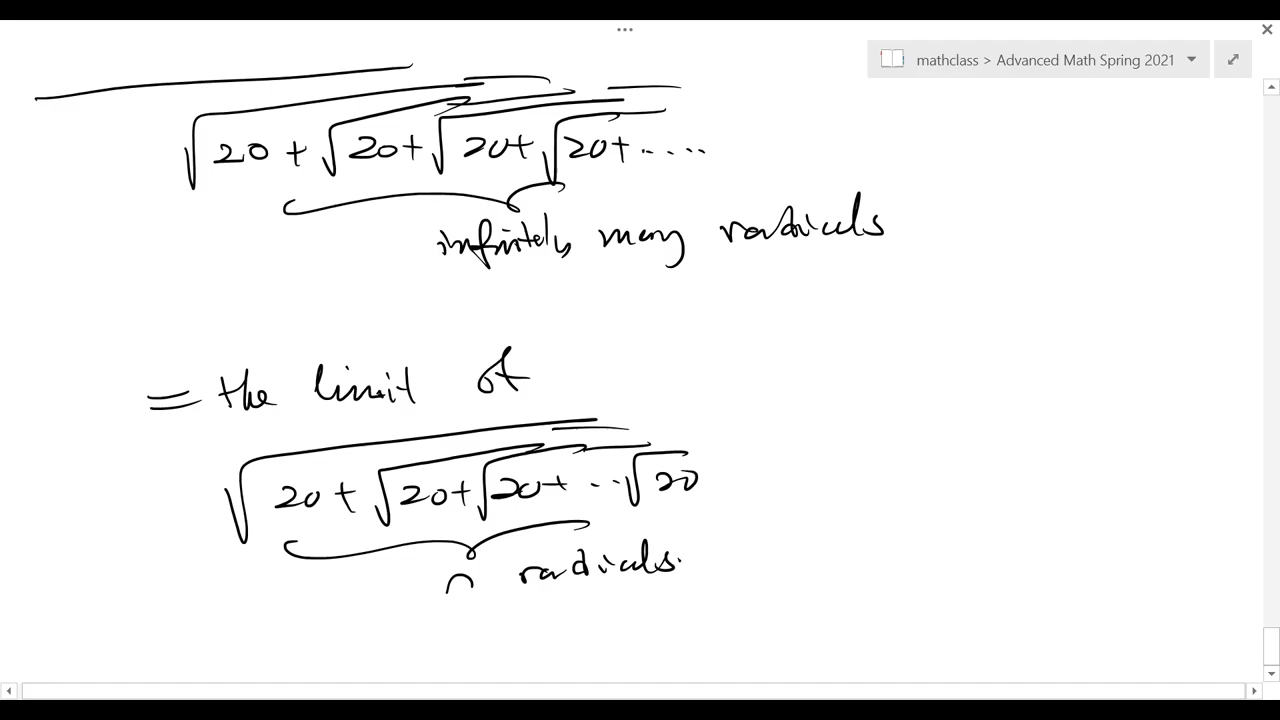 mathclass > Advanced Math Spring 2021
√20 + √20 + √20 + √20 + .....
infinitely many radicals
= the limit of
√20 + √20 + √20 + ... √20
n radicals.